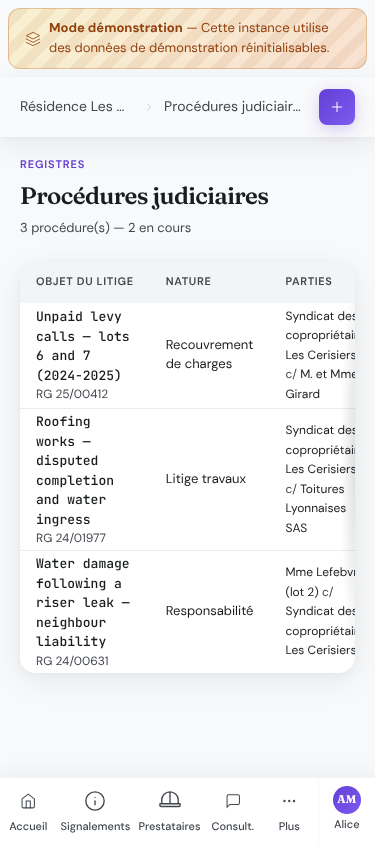 Mode démonstration — Cette instance utilise
des données de démonstration réinitialisables.
Résidence Les ...
Procédures judiciair...
REGISTRES
Procédures judiciaires
3 procédure(s) — 2 en cours
OBJET DU LITIGE NATURE PARTIES
Unpaid levy
calls — lots
6 and 7
(2024-2025)
RG 25/00412
Recouvrement
de charges
Syndicat des
Les Cerisiers
c/ M. et Mme
Girard
Roofing
works —
disputed
completion
and water
ingress
RG 24/01977
Litige travaux
Syndicat des
Les Cerisiers
c/ Toitures
Lyonnaises
SAS
Water damage
following a
riser leak —
neighbour
liability
RG 24/00631
Responsabilité
Mme
(lot 2) c/
Syndicat des
Les Cerisiers
Accueil
Signalements
Prestataires
Consult.
Plus
AM
Alice